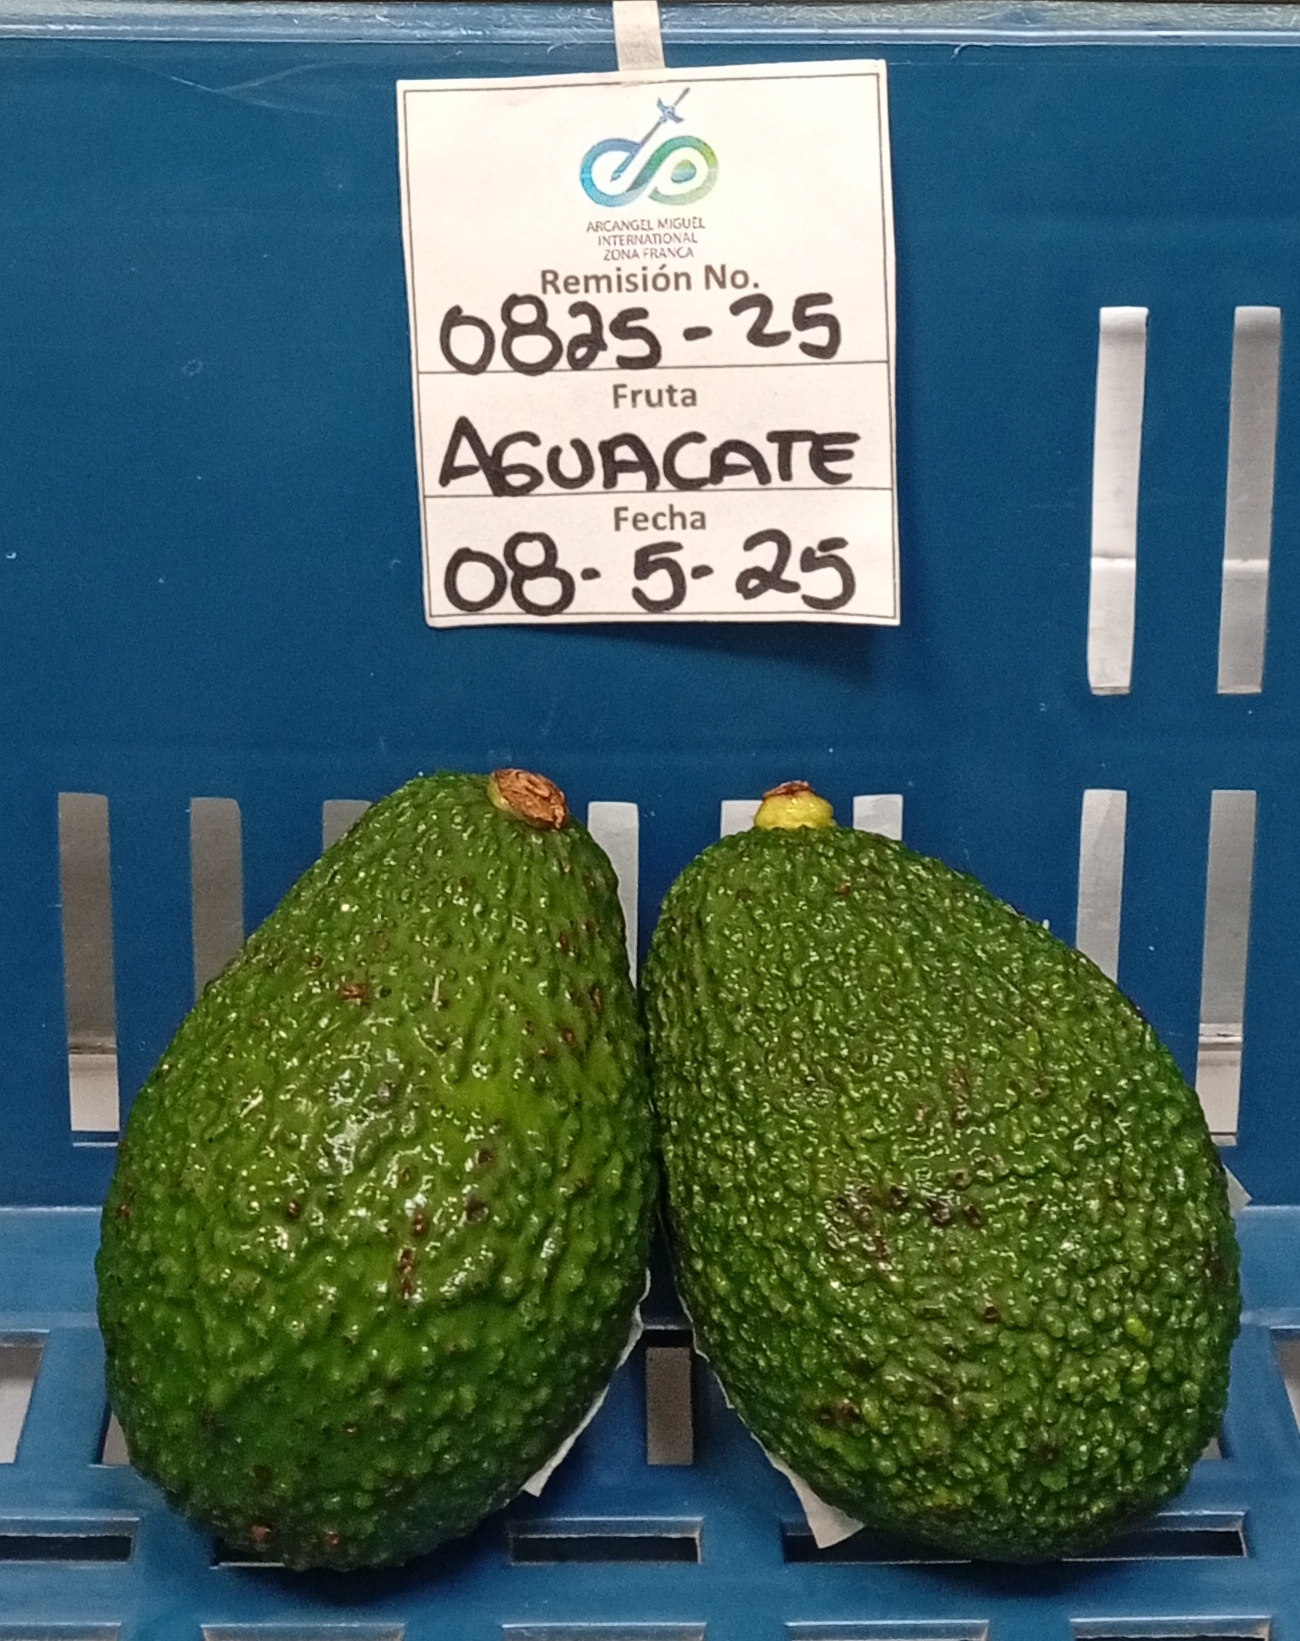 ARCANGEL MIGUEL
INTERNATIONAL
ZONA FRANCA
Remisión No.
0825-25
Fruta
AGUACATE
Fecha
08-5-25